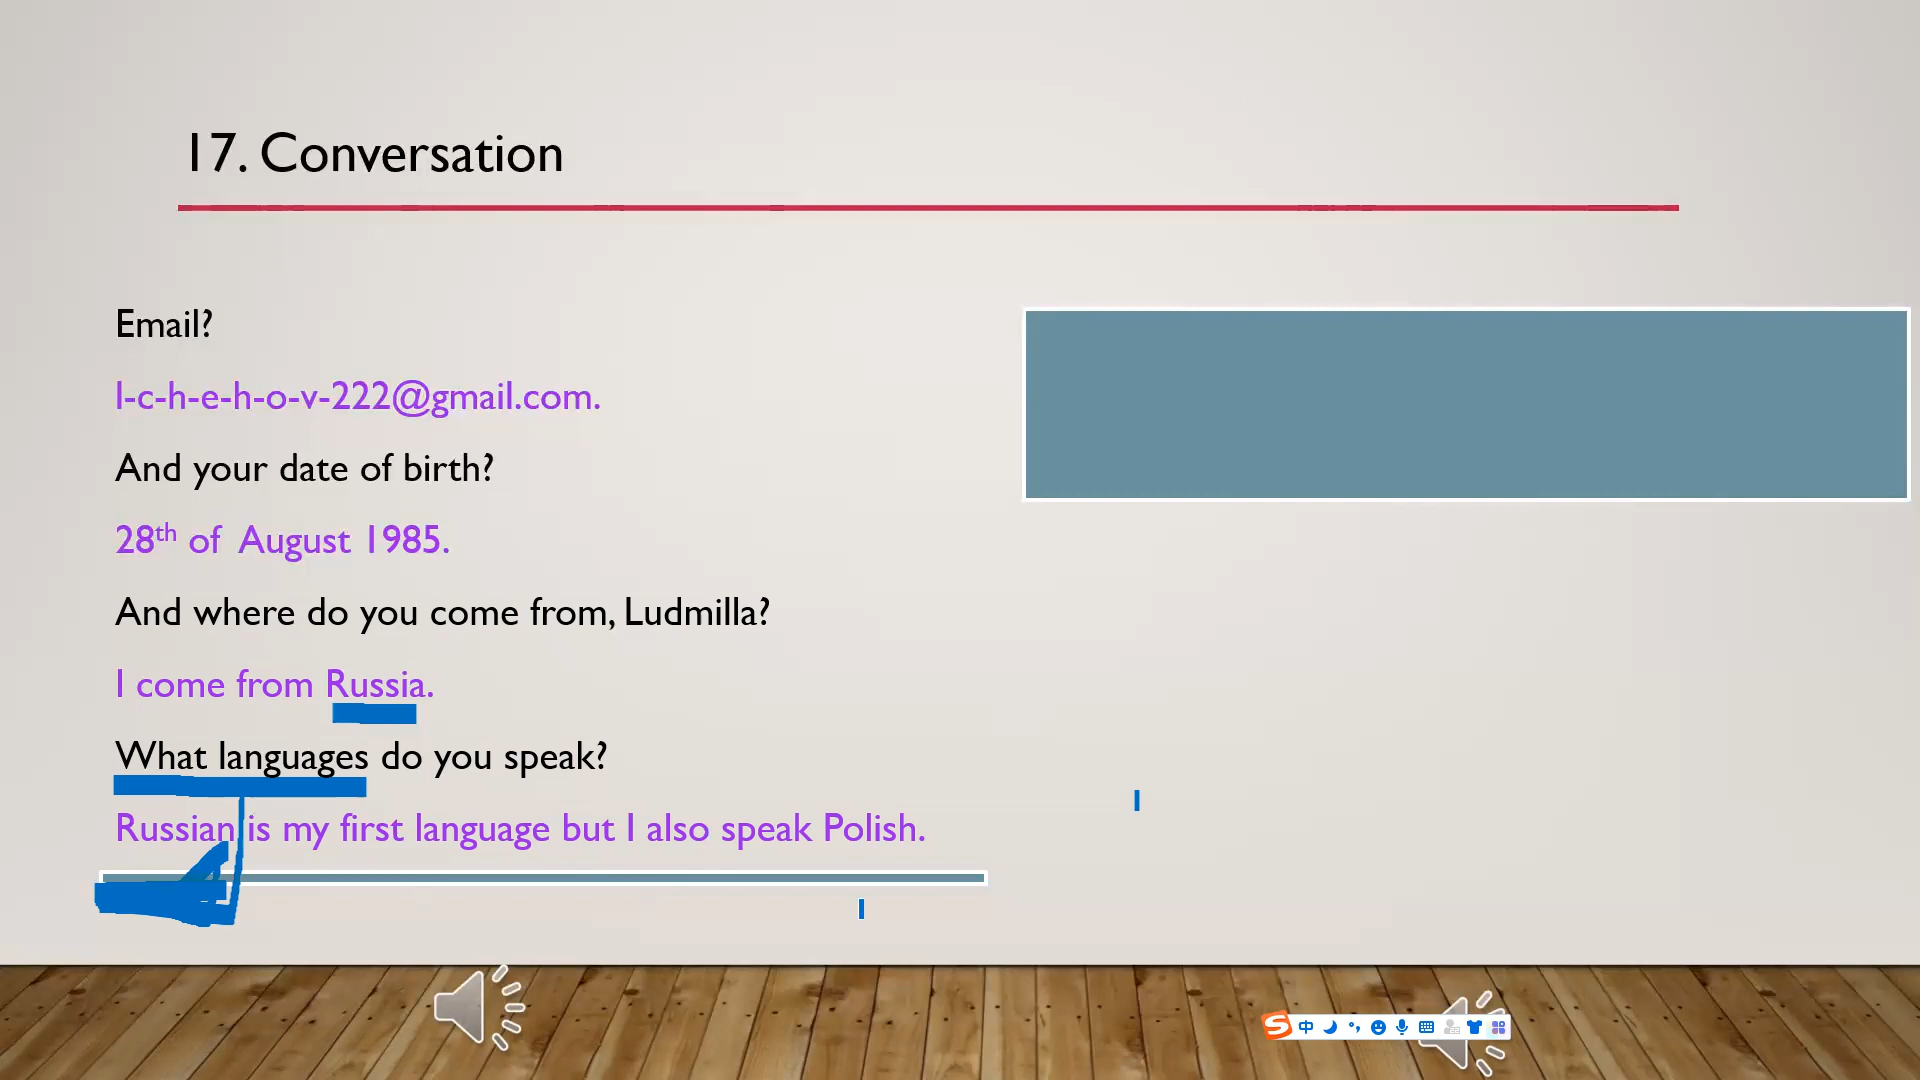 17. Conversation
Email?
l-c-h-e-h-o-v-222@gmail.com.
And your date of birth?
28th of August 1985.
And where do you come from, Ludmilla?
I come from Russia.
What languages do you speak?
Russian is my first language but I also speak Polish.
中